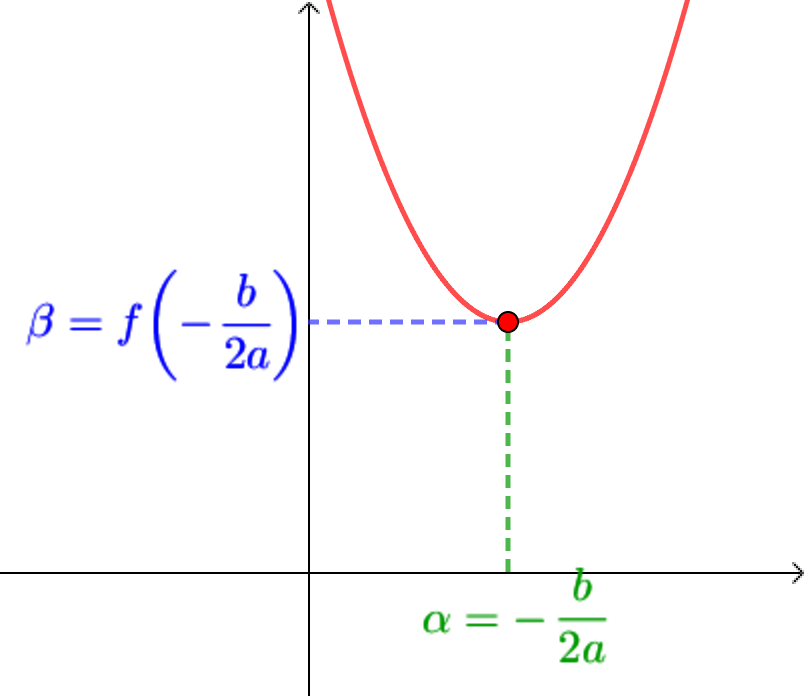 β = f(−b/2a)
α = −b/2a